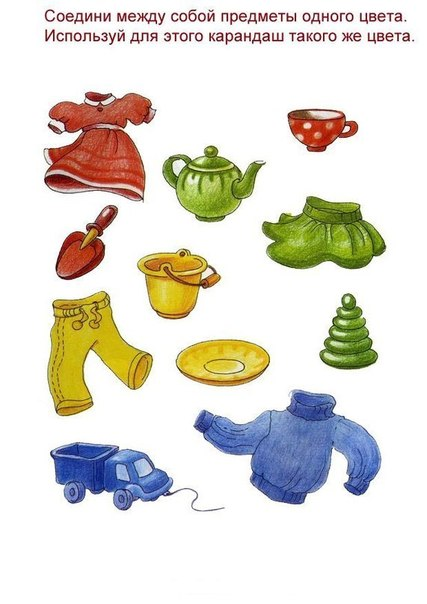 Соедини между собой предметы одного цвета.
Используй для этого карандаш такого же цвета.